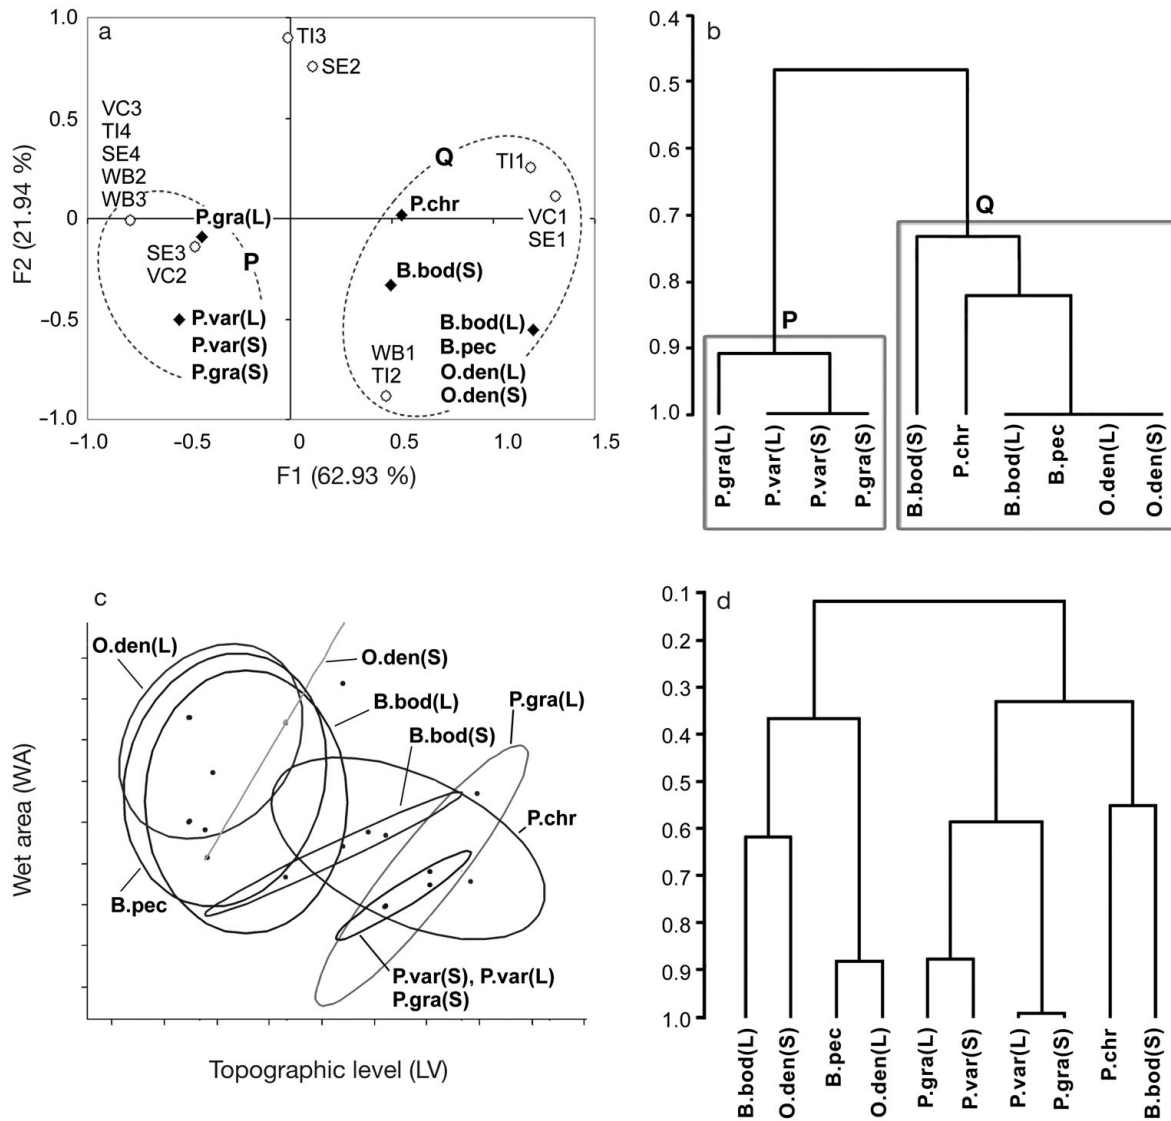 a
1.0
0.5
0
−0.5
−1.0
F2 (21.94 %)
TI3
SE2
VC3
TI4
SE4
WB2
WB3
P.gra(L)
SE3
VC2
P
P.var(L)
P.var(S)
P.gra(S)
Q
TI1
P.chr
VC1
SE1
B.bod(S)
B.bod(L)
B.pec
O.den(L)
O.den(S)
WB1
TI2
−1.0
−0.5
0
0.5
1.0
1.5
F1 (62.93 %)
b
0.4
0.5
0.6
0.7
0.8
0.9
1.0
Q
P
P.gra(L)
P.var(L)
P.var(S)
P.gra(S)
B.bod(S)
P.chr
B.bod(L)
B.pec
O.den(L)
O.den(S)
c
O.den(L)
O.den(S)
B.bod(L)
P.gra(L)
B.bod(S)
P.chr
B.pec
P.var(S), P.var(L)
P.gra(S)
Wet area (WA)
Topographic level (LV)
d
0.1
0.2
0.3
0.4
0.5
0.6
0.7
0.8
0.9
1.0
B.bod(L)
O.den(S)
B.pec
O.den(L)
P.gra(L)
P.var(S)
P.var(L)
P.gra(S)
P.chr
B.bod(S)